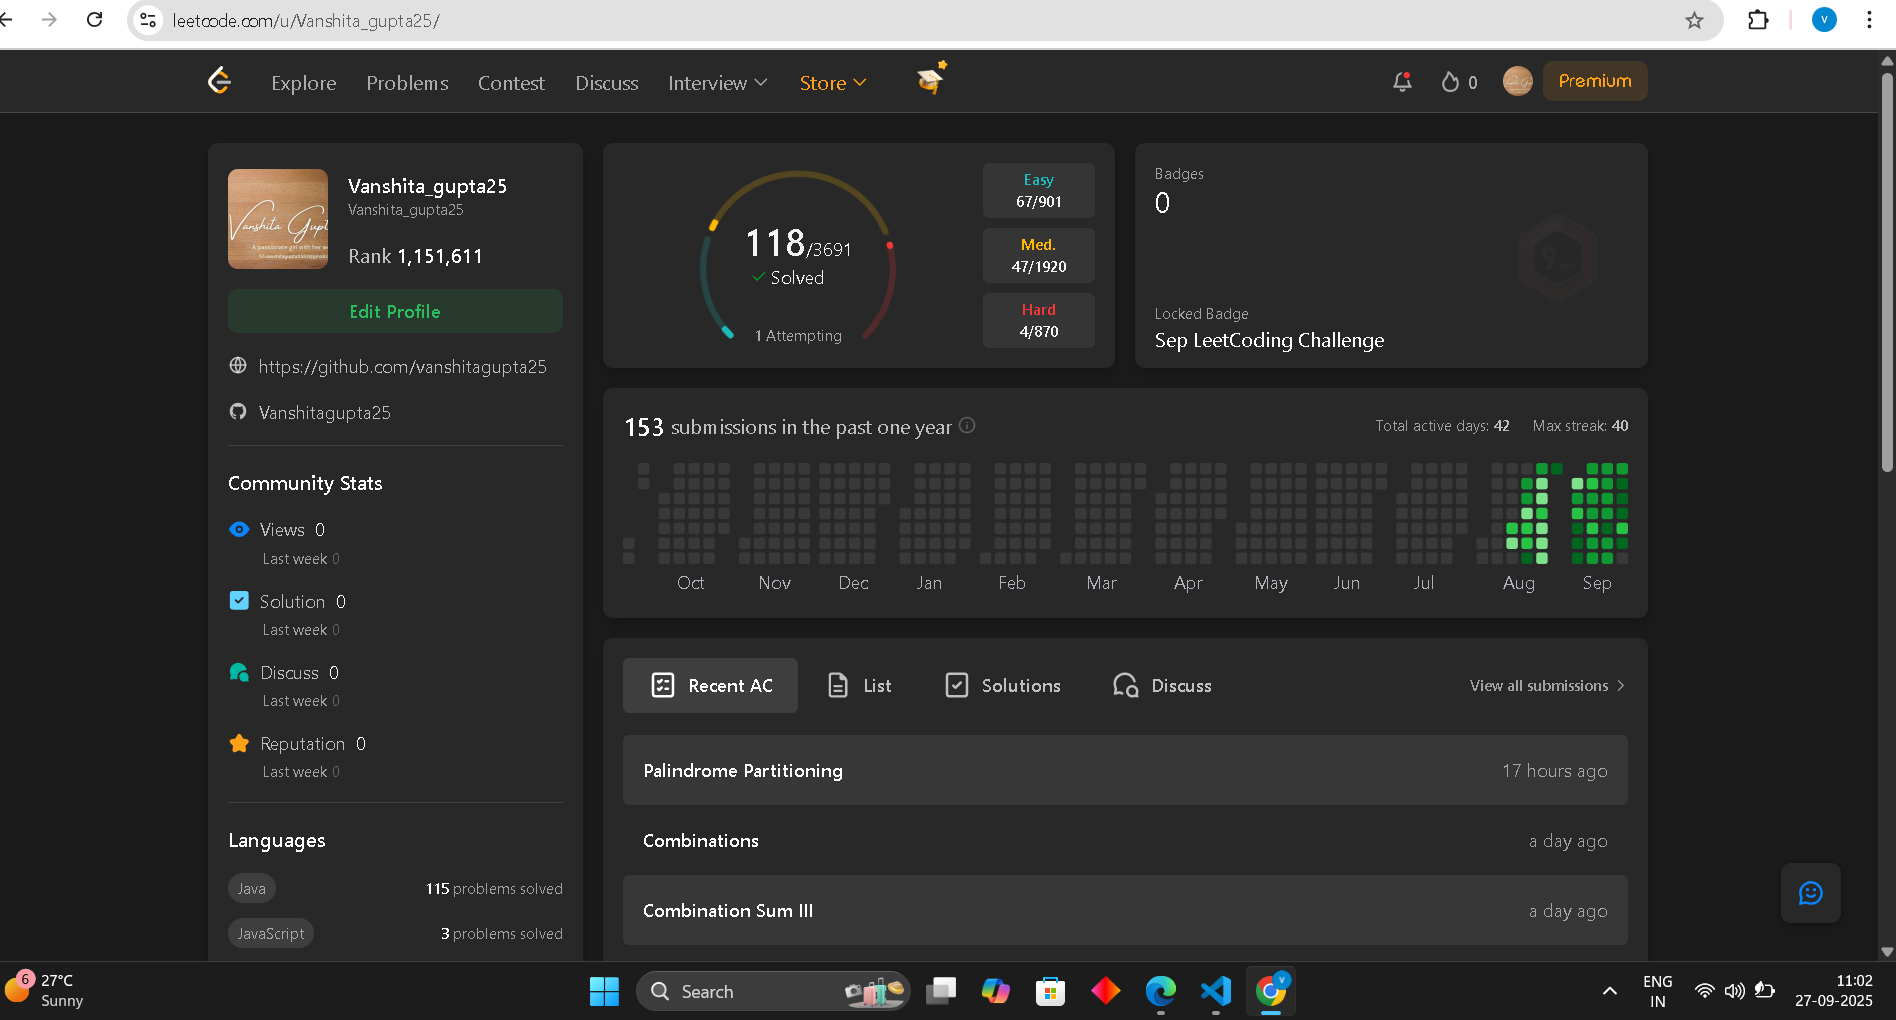 leetcode.com/u/Vanshita_gupta25/
V
Explore Problems Contest Discuss Interview Store
0
Premium
Vanshita_gupta25
Vanshita_gupta25
Rank 1,151,611
Vanshita Gupt
Edit Profile
https://github.com/vanshitagupta25
Vanshitagupta25
Community Stats
Views 0
Last week 0
Solution 0
Last week 0
Discuss 0
Last week 0
Reputation 0
Last week 0
Languages
Java 115 problems solved
JavaScript 3 problems solved
118/3691
Solved
1 Attempting
Easy
67/901
Med.
47/1920
Hard
4/870
Badges
0
Locked Badge
Sep LeetCoding Challenge
153 submissions in the past one year
Total active days: 42 Max streak: 40
Oct Nov Dec Jan Feb Mar Apr May Jun Jul Aug Sep
Recent AC List Solutions Discuss View all submissions
Palindrome Partitioning 17 hours ago
Combinations a day ago
Combination Sum III a day ago
6
27°C
Sunny
Search
V
ENG
IN
11:02
27-09-2025